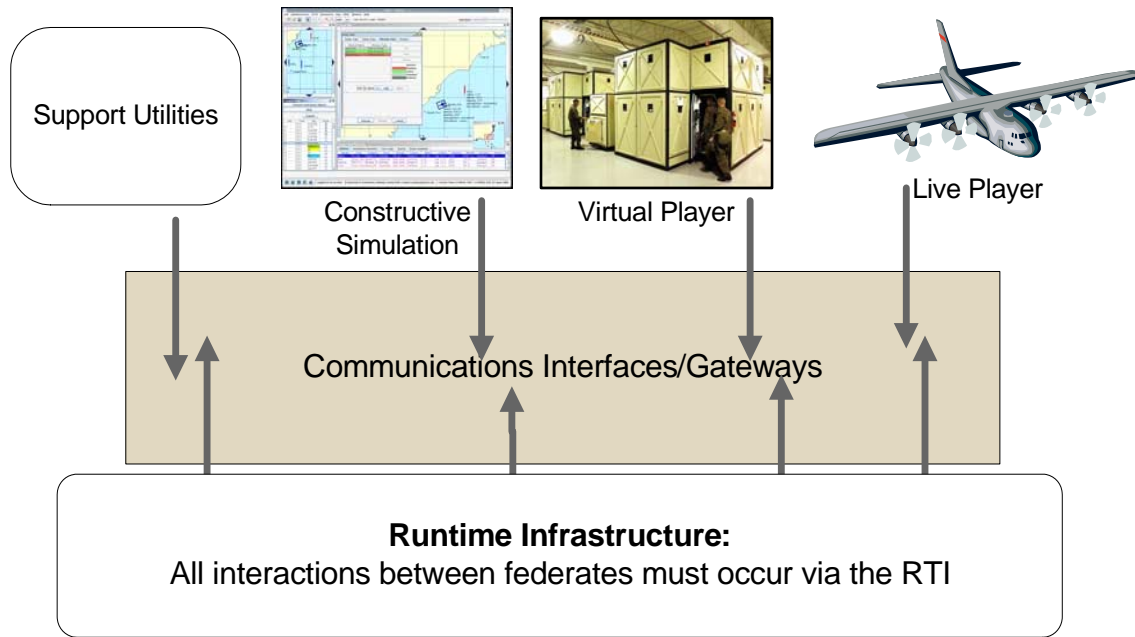 Support Utilities
Constructive
Simulation
Virtual Player
Live Player
Communications Interfaces/Gateways
Runtime Infrastructure:
All interactions between federates must occur via the RTI